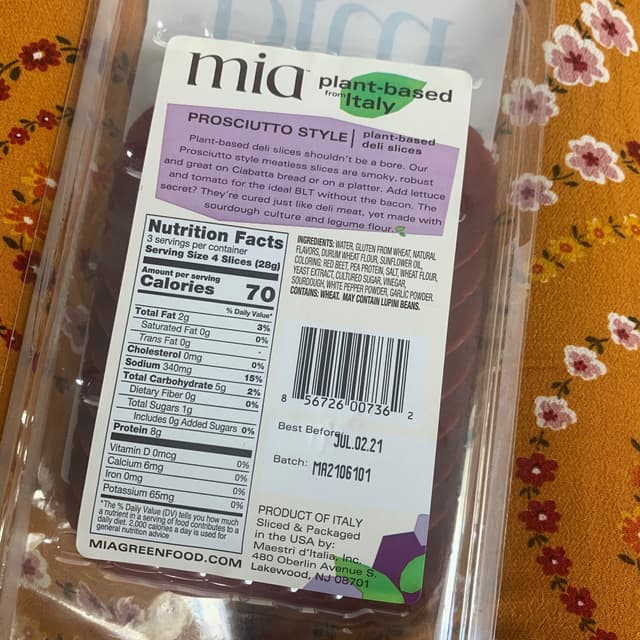 mia™ plant-based
from Italy
PROSCIUTTO STYLE | plant-based
deli slices
Plant-based deli slices shouldn't be a bore. Our
Prosciutto style meatless slices are smoky, robust
and great on Ciabatta bread or on a platter. Add lettuce
and tomato for the ideal BLT without the bacon. The
secret? They're cured just like deli meat, yet made with
sourdough culture and legume flour.
Nutrition Facts
3 servings per container
Serving Size 4 Slices (28g)
Amount per serving
Calories 70
% Daily Value*
Total Fat 2g 3%
Saturated Fat 0g 0%
Trans Fat 0g -
Cholesterol 0mg 0%
Sodium 340mg 15%
Total Carbohydrate 5g 2%
Dietary Fiber 0g 0%
Total Sugars 1g
Includes 0g Added Sugars 0%
Protein 8g
Vitamin D 0mcg 0%
Calcium 6mg 0%
Iron 0mg 0%
Potassium 65mg 0%
*The % Daily Value (DV) tells you how much
a nutrient in a serving of food contributes to a
daily diet. 2,000 calories a day is used for
general nutrition advice
MIAGREENFOOD.COM
INGREDIENTS: WATER, GLUTEN FROM WHEAT, NATURAL
FLAVORS, DURUM WHEAT FLOUR, SUNFLOWER OIL,
COLORING: RED BEET, PEA PROTEIN, SALT, WHEAT FLOUR,
YEAST EXTRACT, CULTURED SUGAR, VINEGAR,
SOURDOUGH, WHITE PEPPER POWDER, GARLIC POWDER.
CONTAINS: WHEAT. MAY CONTAIN LUPINI BEANS.
8 56726 00736 2
Best Before: JUL.02.21
Batch: MA2106101
PRODUCT OF ITALY
Sliced & Packaged
in the USA by:
Maestri d'Italia, Inc.
480 Oberlin Avenue S.
Lakewood, NJ 08701